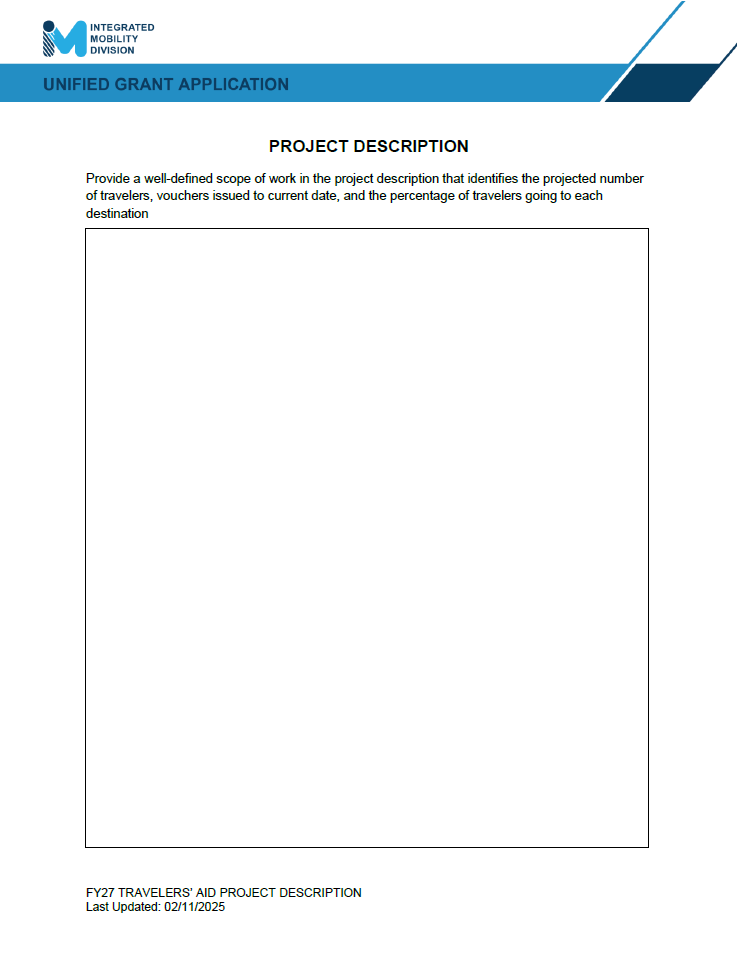 INTEGRATED
MOBILITY
DIVISION
UNIFIED GRANT APPLICATION
PROJECT DESCRIPTION
Provide a well-defined scope of work in the project description that identifies the projected number
of travelers, vouchers issued to current date, and the percentage of travelers going to each
destination
FY27 TRAVELERS' AID PROJECT DESCRIPTION
Last Updated: 02/11/2025